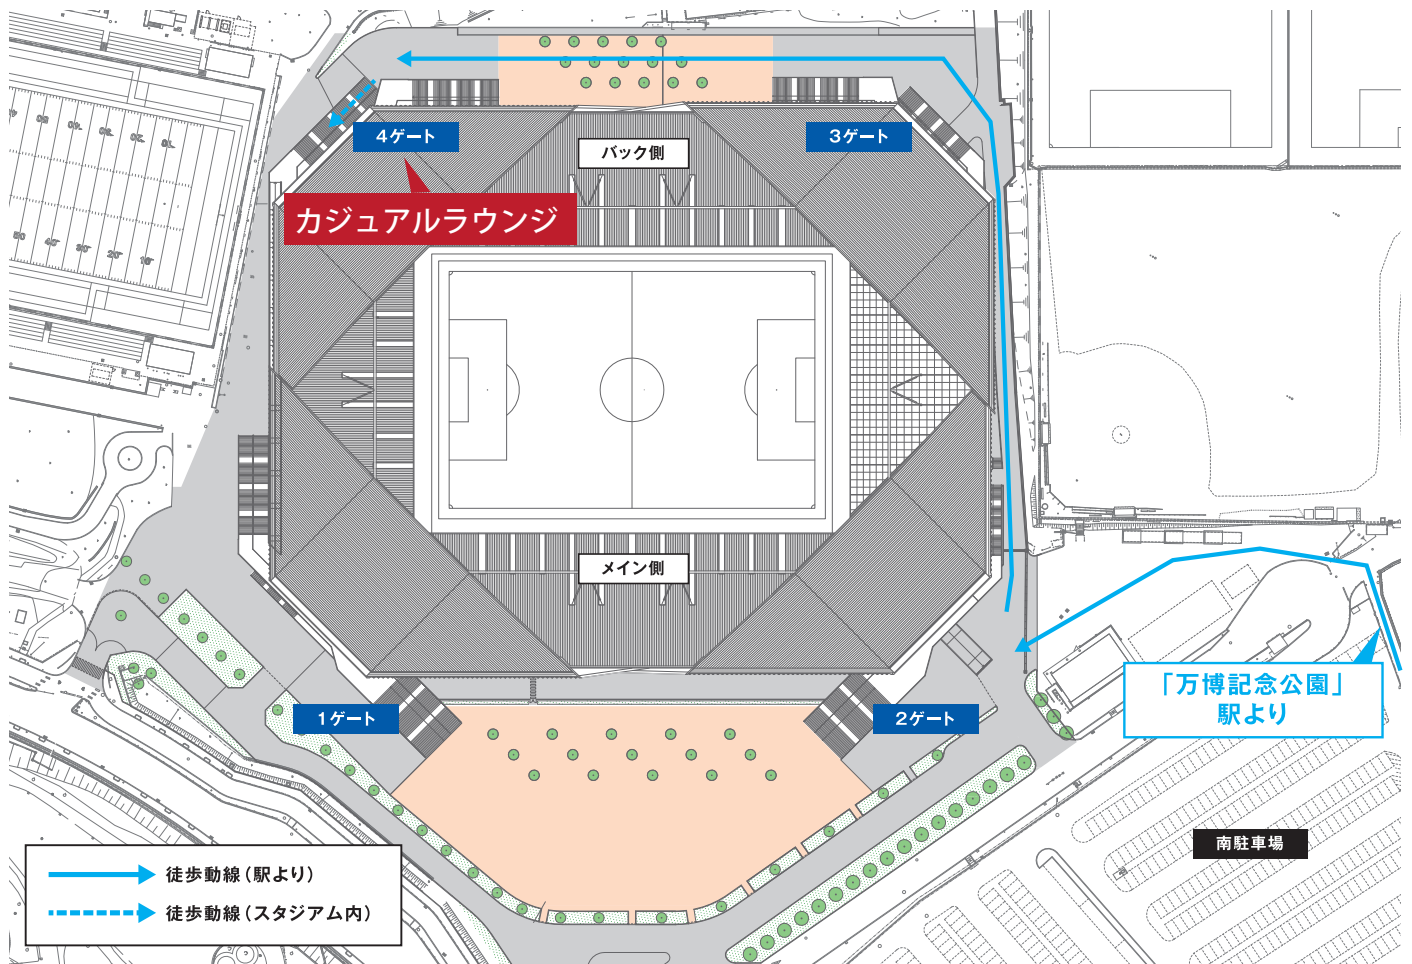 4ゲート
3ゲート
バック側
カジュアルラウンジ
メイン側
「万博記念公園」
駅より
1ゲート
2ゲート
南駐車場
徒歩動線(駅より)
徒歩動線(スタジアム内)